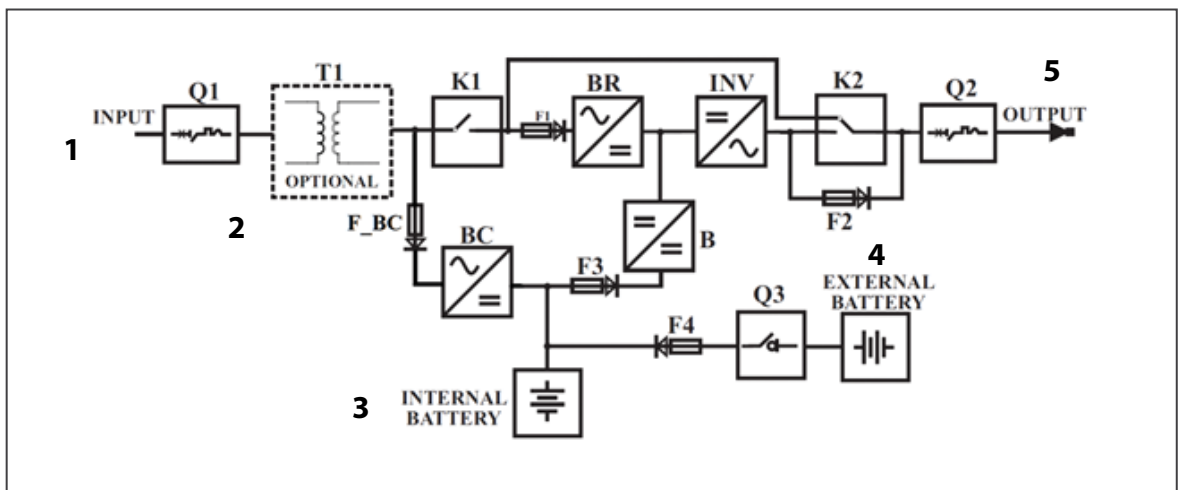 T1
5
Q1
K1
BR
INV
K2
Q2
INPUT
F1
OUTPUT
1
OPTIONAL
2
F_BC
BC
F2
B
F3
4
EXTERNAL
BATTERY
Q3
F4
3
INTERNAL
BATTERY